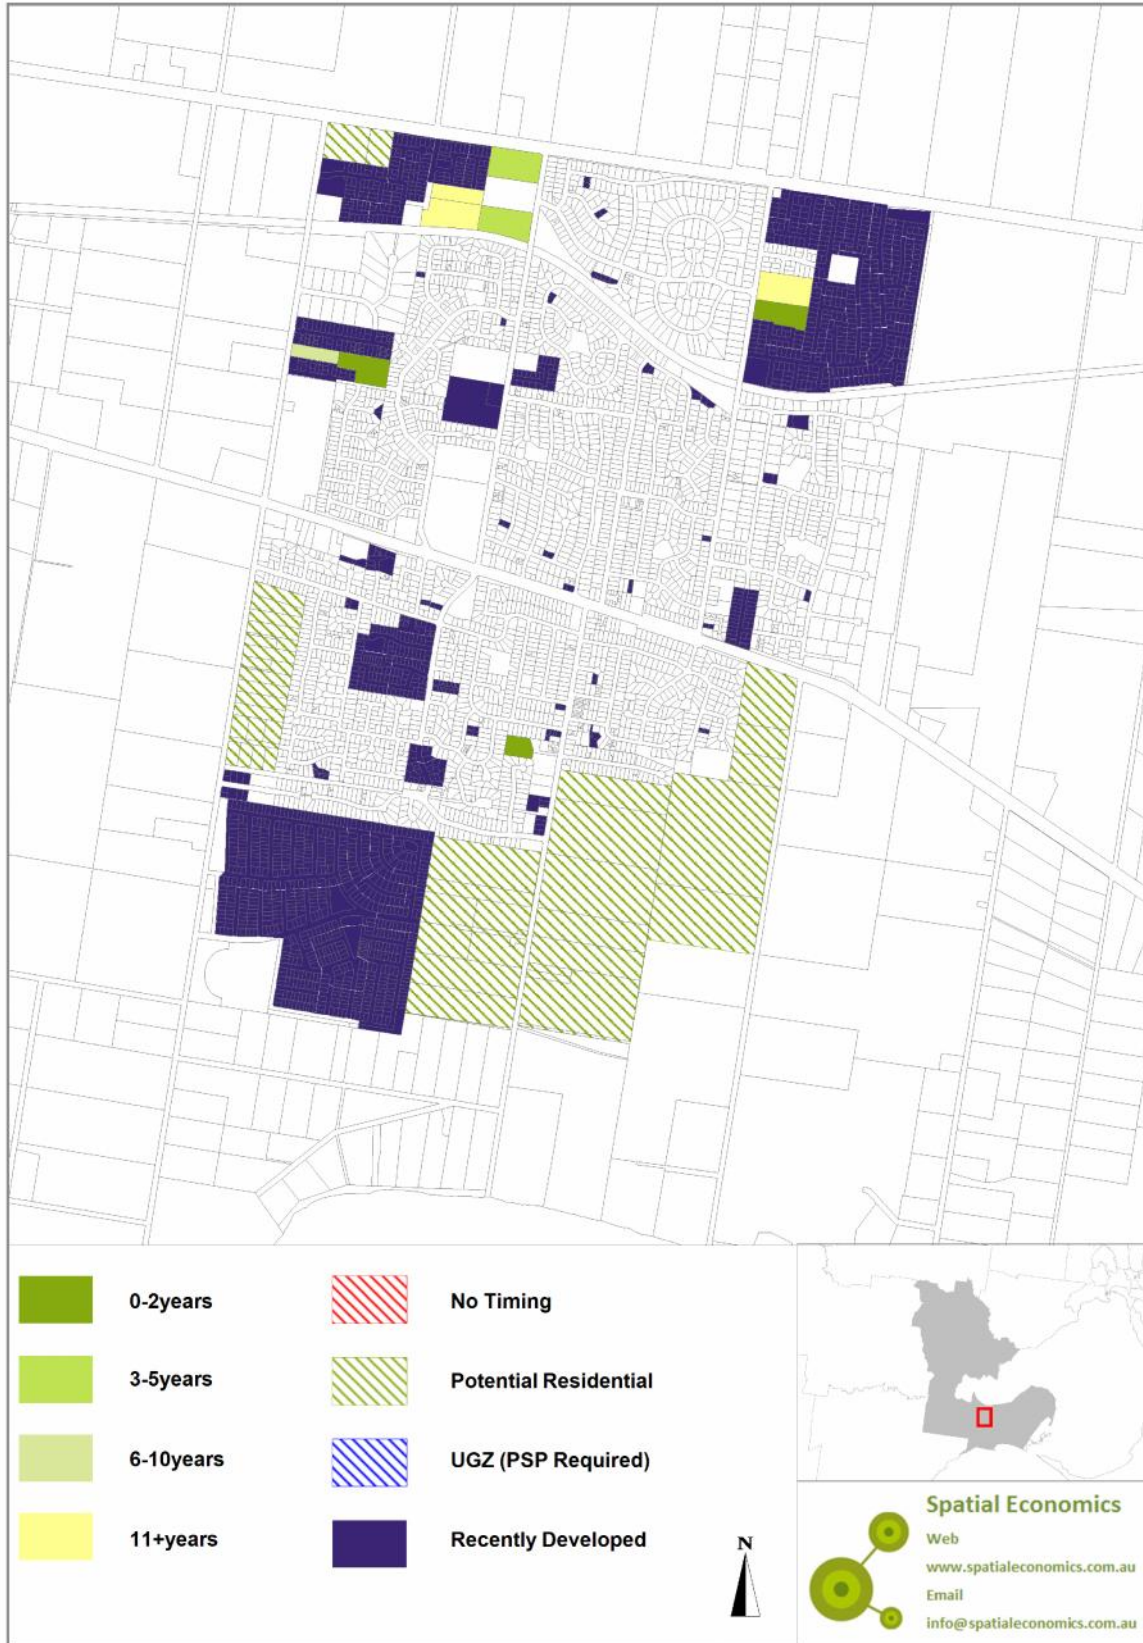 0-2years
3-5years
6-10years
11+years
No Timing
Potential Residential
UGZ (PSP Required)
Recently Developed
N
Spatial Economics
Web
www.spatialeconomics.com.au
Email
info@spatialeconomics.com.au